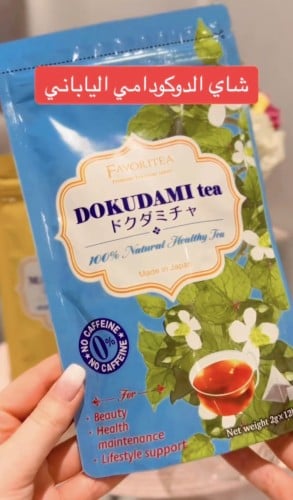 شاي الدوكودامي الياباني
FAVORITEA
DOKUDAMI tea
ドクダミチャ
100% Natural Healthy Tea
Made in Japan
NO CAFFEINE
0%
NO CAFFEINE
For
• Beauty
• Health
maintenance
• Lifestyle support
Net weight 2g×12